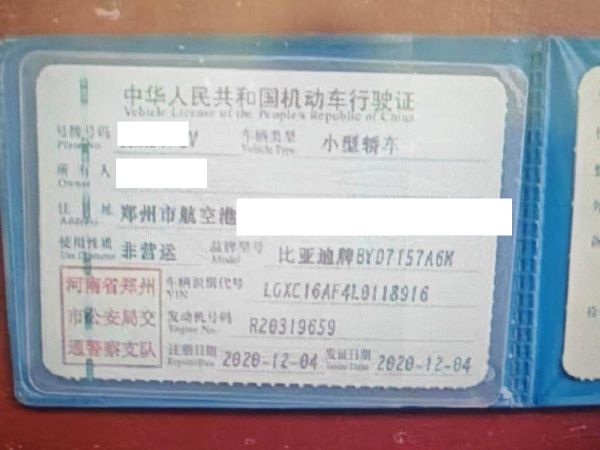 中华人民共和国机动车行驶证
Vehicle License of the People's Republic of China
号牌号码 车辆类型 小型轿车
Plate No. V Vehicle Type
所有人
Owner
住 址 郑州市航空港
Address
使用性质 非营运 品牌型号 比亚迪牌BYD7157A6M
Use Character Model
河南省郑州
市公安局交
通警察支队
车辆识别代号 LGXC16AF4L0118916
VIN
发动机号码 R20319659
Engine No.
注册日期 2020-12-04 发证日期 2020-12-04
Register Date Issue Date